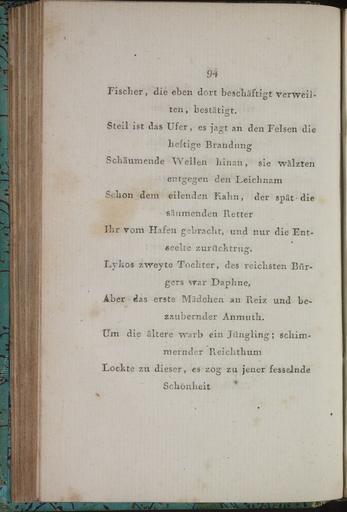 94
Fischer, die eben dort beschäftigt verweil-
ten, bestätigt.
Steil ist das Ufer, es jagt an den Felsen die
heftige Brandung
Schäumende Wellen hinan, sie wälzten
entgegen den Leichnam
Schon dem eilenden Kahn, der spät die
säumenden Retter
Ihr vom Hafen gebracht, und nur die Ent-
seelte zurücktrug.
Lykos zweyte Tochter, des reichsten Bür-
gers war Daphne,
Aber das erste Mädchen an Reiz und be-
zaubernder Anmuth.
Um die ältere warb ein Jüngling; schim-
mernder Reichthum
Lockte zu dieser, es zog zu jener fesselnde
Schönheit